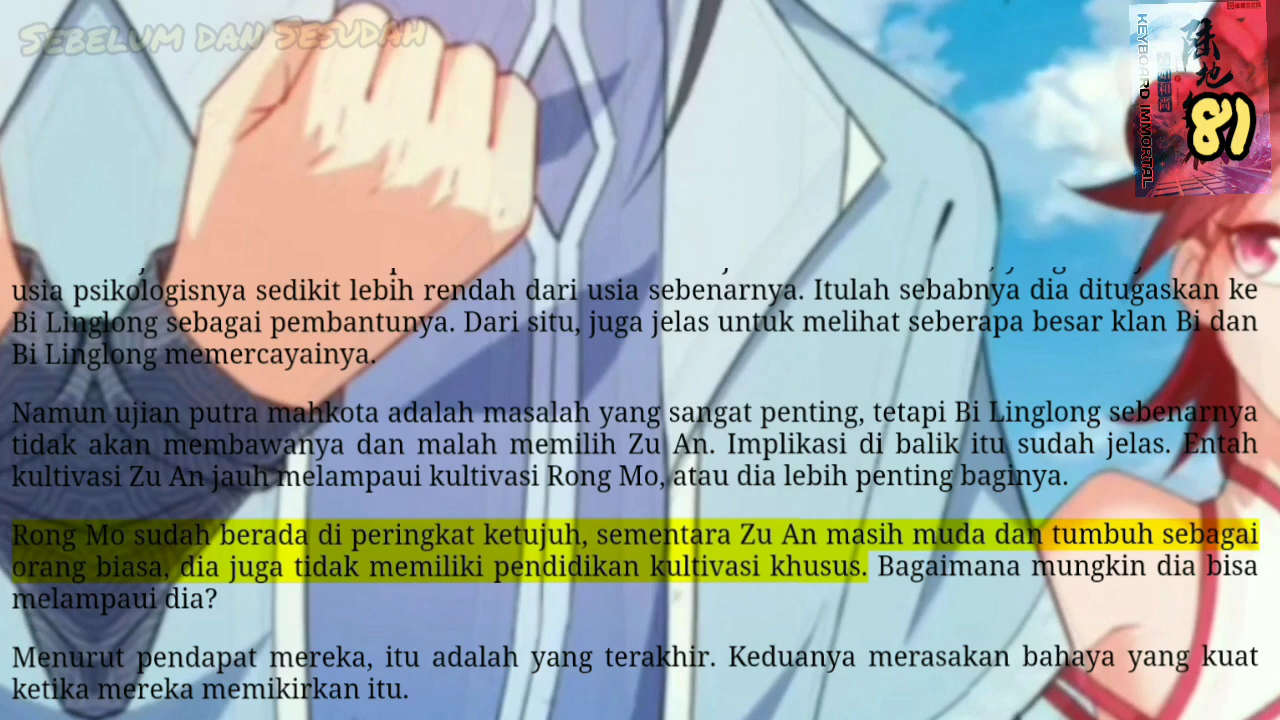 SEBELUM DAN SESUDAH
KEYBOARD IMMORTAL
陆地
81
usia psikologisnya sedikit lebih rendah dari usia sebenarnya. Itulah sebabnya dia ditugaskan ke
Bi Linglong sebagai pembantunya. Dari situ, juga jelas untuk melihat seberapa besar klan Bi dan
Bi Linglong memercayainya.
Namun ujian putra mahkota adalah masalah yang sangat penting, tetapi Bi Linglong sebenarnya
tidak akan membawanya dan malah memilih Zu An. Implikasi di balik itu sudah jelas. Entah
kultivasi Zu An jauh melampaui kultivasi Rong Mo, atau dia lebih penting baginya.
Rong Mo sudah berada di peringkat ketujuh, sementara Zu An masih muda dan tumbuh sebagai
orang biasa, dia juga tidak memiliki pendidikan kultivasi khusus. Bagaimana mungkin dia bisa
melampaui dia?
Menurut pendapat mereka, itu adalah yang terakhir. Keduanya merasakan bahaya yang kuat
ketika mereka memikirkan itu.